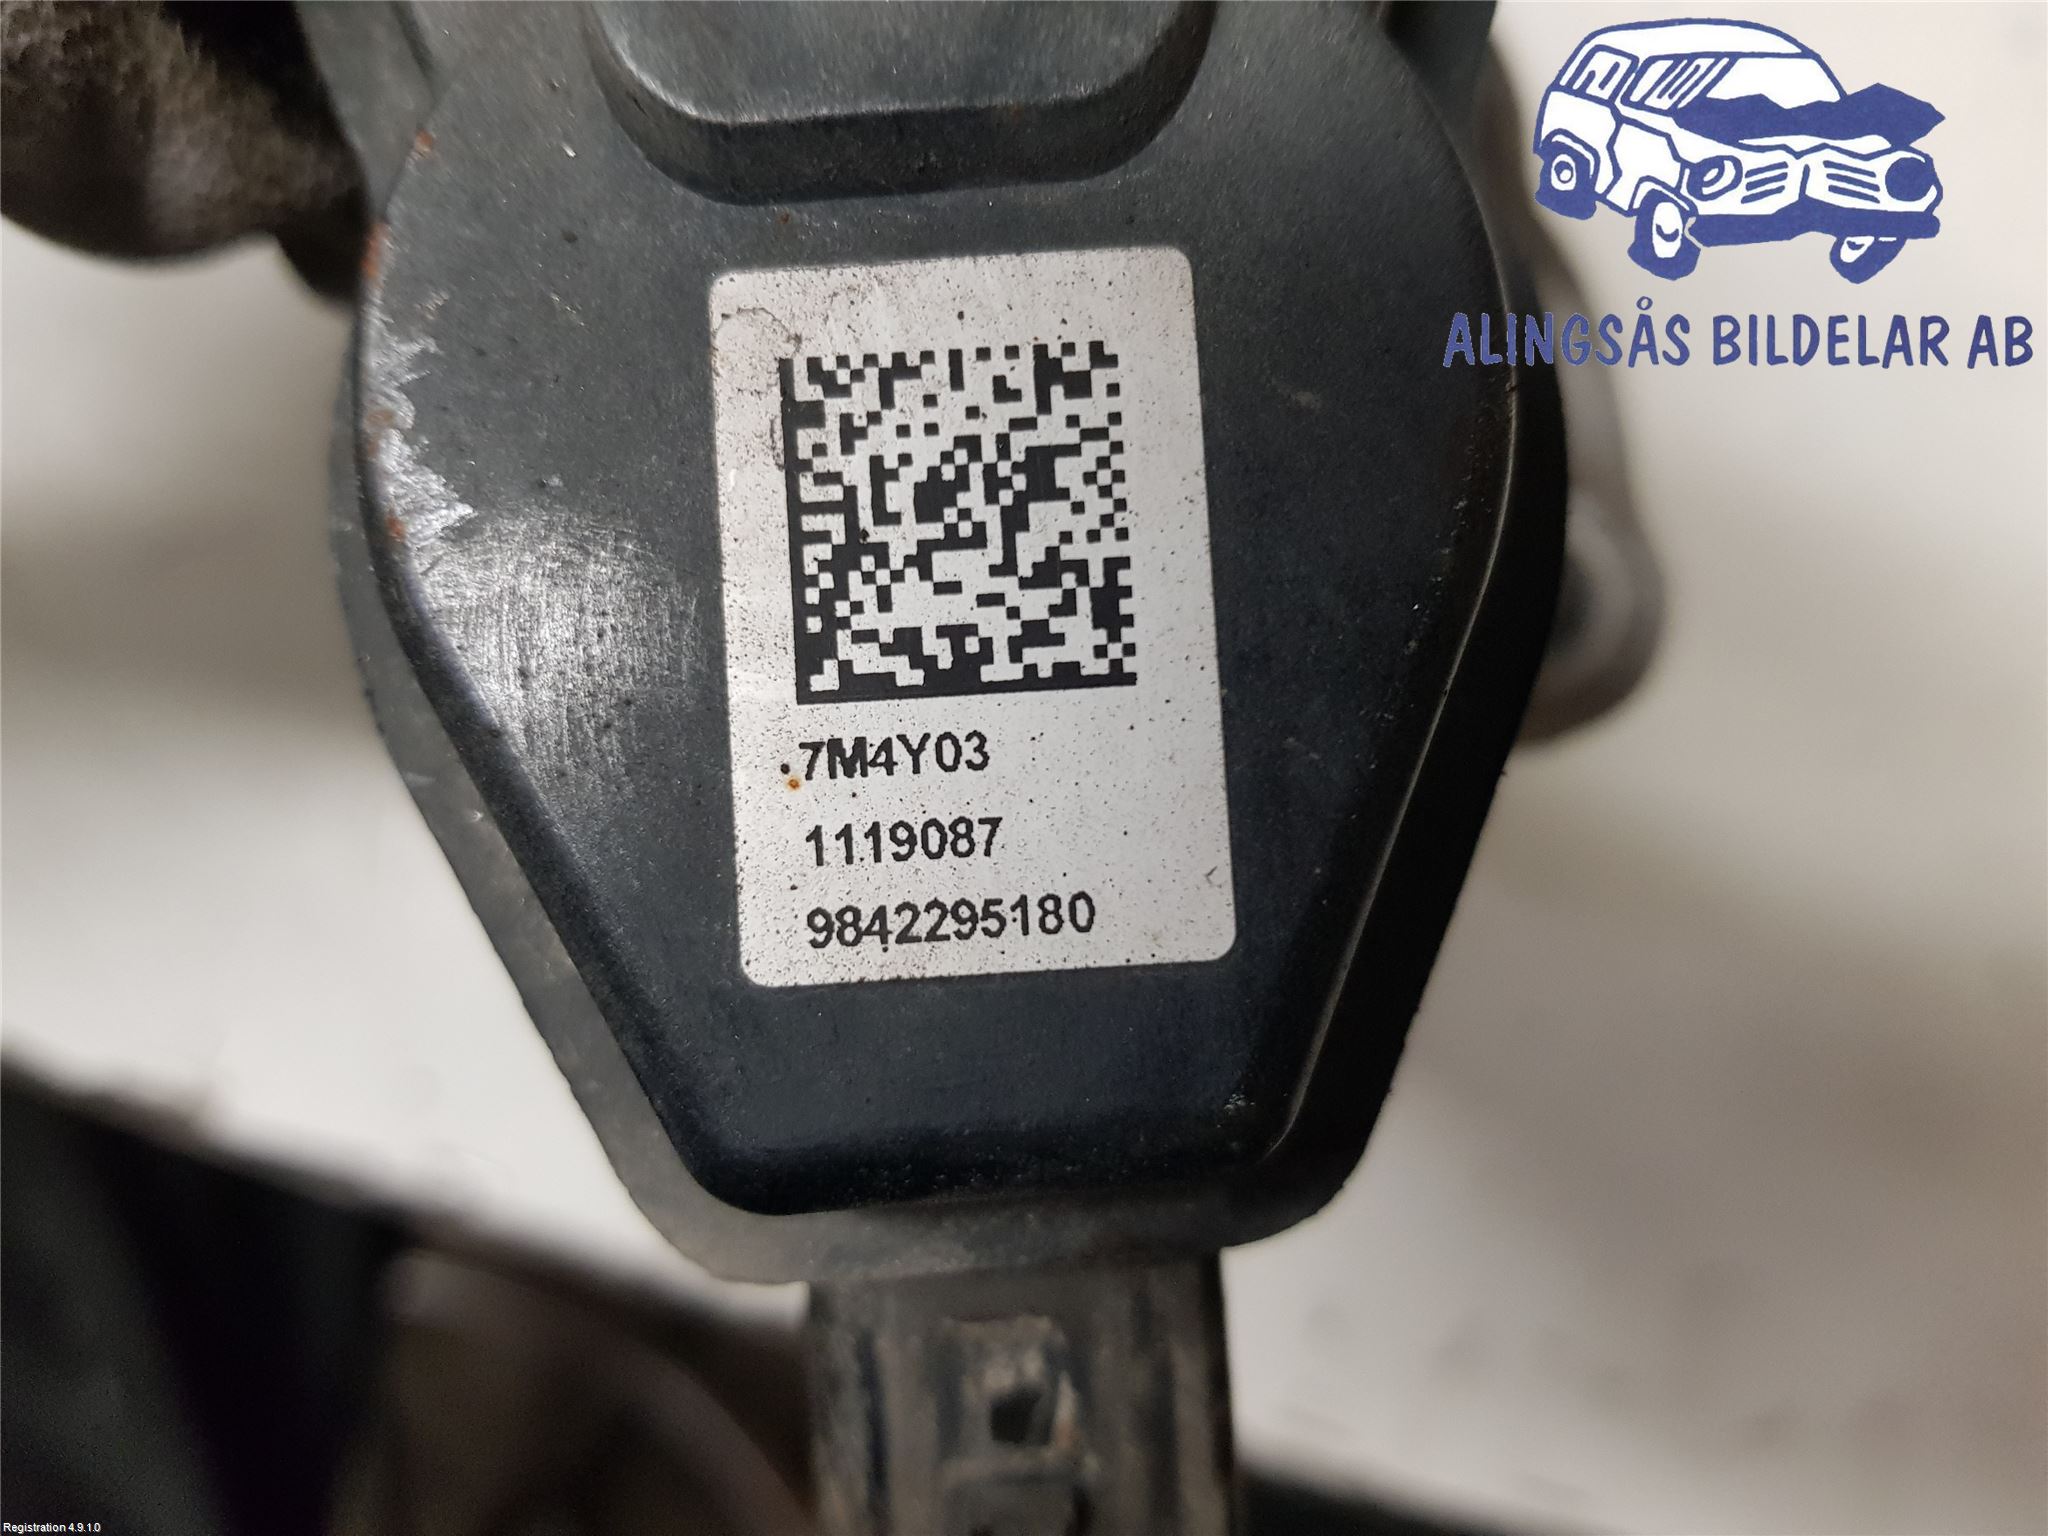 ALINGSÅS BILDELAR AB
7M4Y03
1119087
9842295180
Registration 4.9.1.0